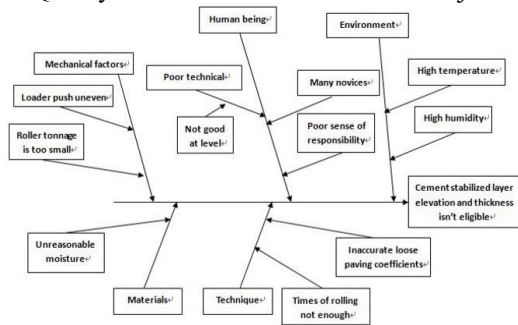 Human being
Environment
Mechanical factors
Poor technical
Many novices
High temperature
Loader push uneven
Not good
at level
Poor sense of
responsibility
High humidity
Roller tonnage
is too small
Cement stabilized layer
elevation and thickness
isn't eligible
Unreasonable
moisture
Inaccurate loose
paving coefficients
Materials
Technique
Times of rolling
not enough